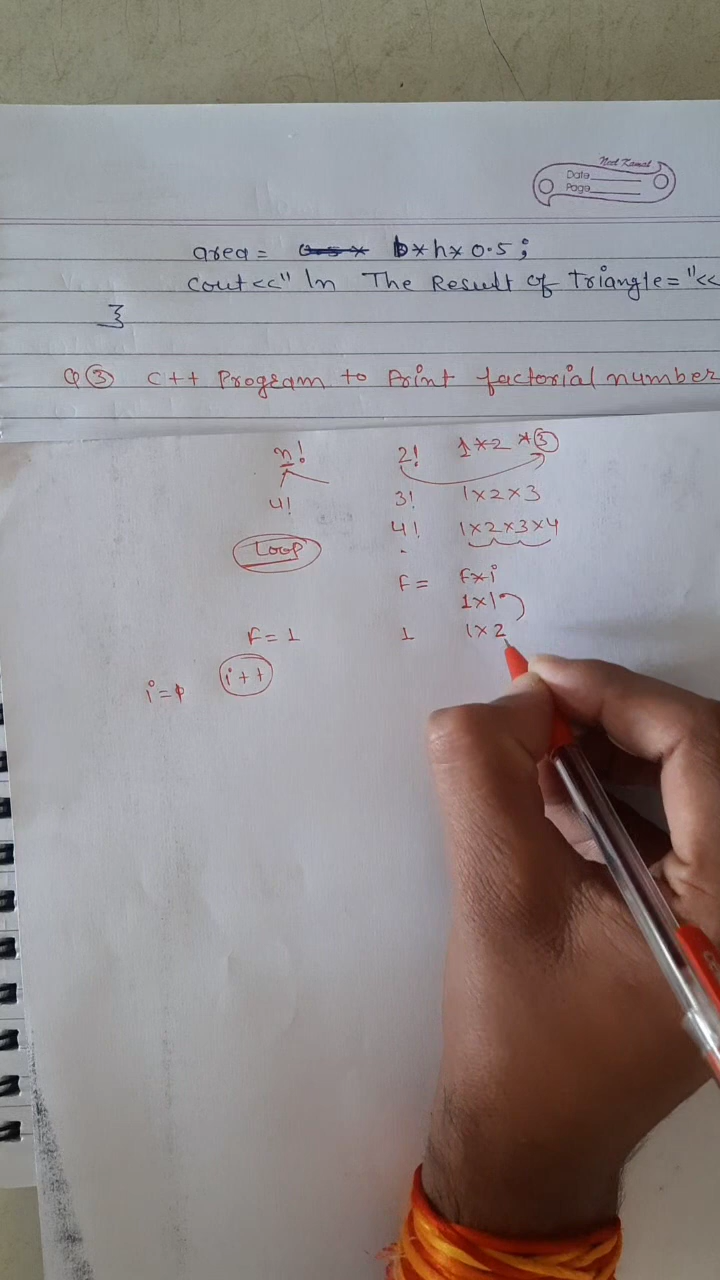 Neel Kamal
Date
Page
area = b*h*0.5;
cout<<" In The Result of Triangle="<<
}
Q ③ C++ Program to Print factorial number
n! 2! 1*2*3
4! 3! 1×2×3
4! 1×2×3×4
Loop
F= F*i
1×1
F=1 1 1×2
i++
i=